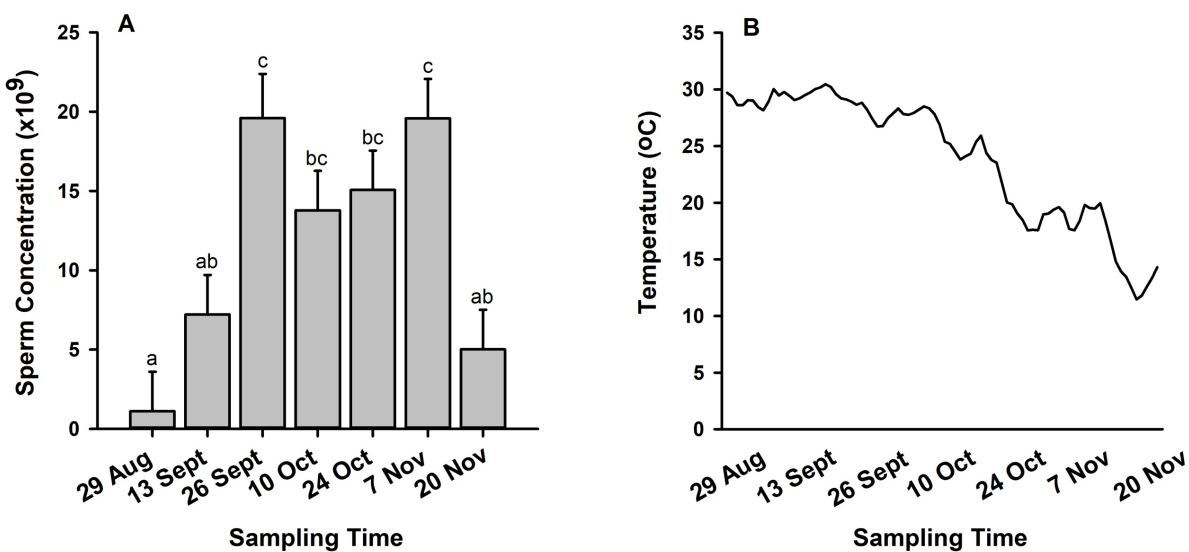 A
Sperm Concentration (x10⁹)
25
20
15
10
5
0
a
ab
c
bc
bc
c
ab
29 Aug
13 Sept
26 Sept
10 Oct
24 Oct
7 Nov
20 Nov
Sampling Time
B
Temperature (oC)
35
30
25
20
15
10
5
0
29 Aug
13 Sept
26 Sept
10 Oct
24 Oct
7 Nov
20 Nov
Sampling Time